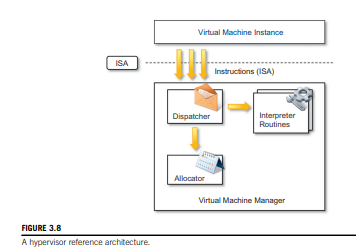 Virtual Machine Instance
ISA
Instructions (ISA)
Dispatcher
Interpreter
Routines
Allocator
Virtual Machine Manager
FIGURE 3.8
A hypervisor reference architecture.